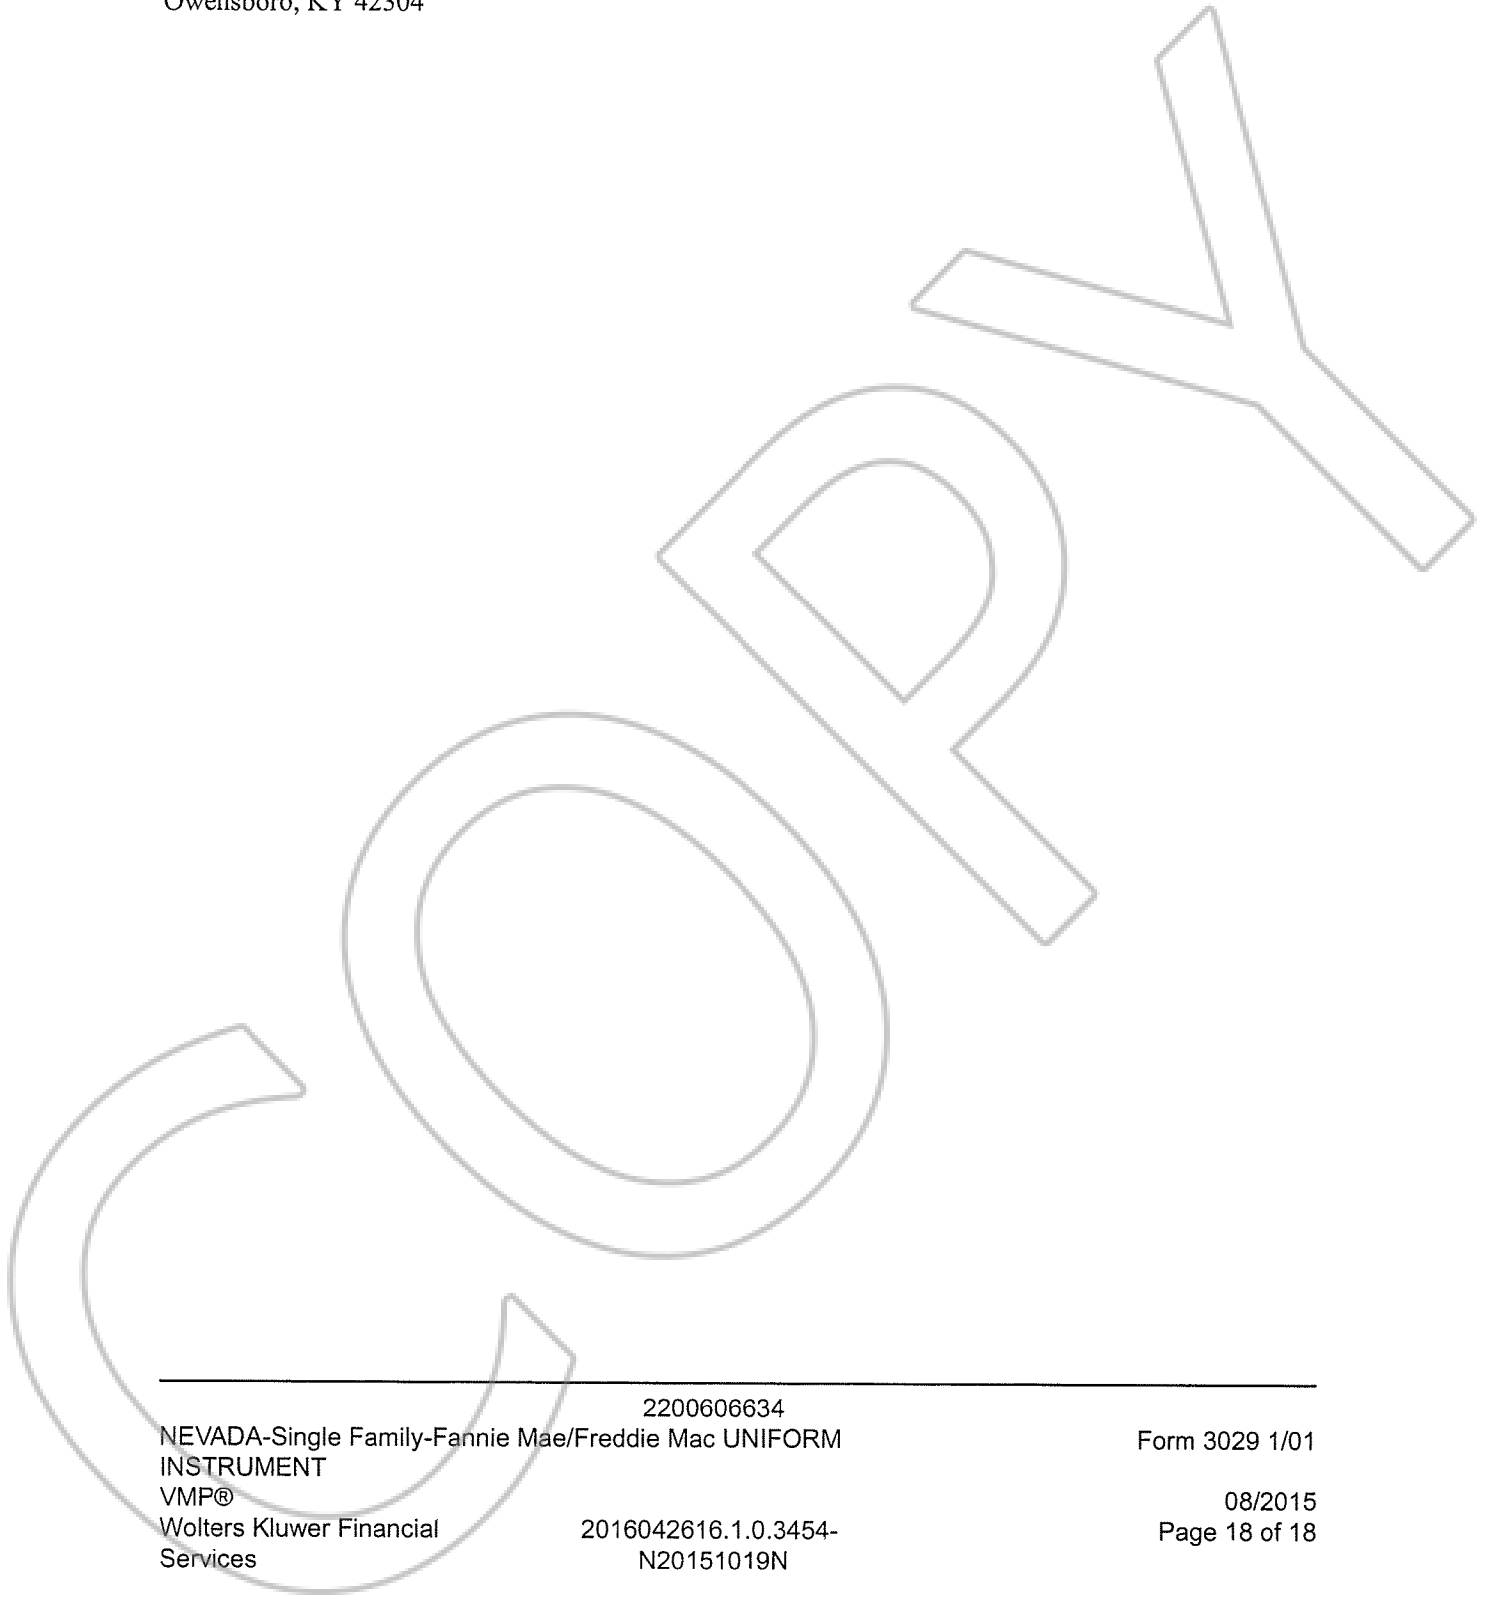 Owensboro, KY 42304
COPY
2200606634
NEVADA-Single Family-Fannie Mae/Freddie Mac UNIFORM
INSTRUMENT
Form 3029 1/01
VMP®
08/2015
Wolters Kluwer Financial
Services
2016042616.1.0.3454-
N20151019N
Page 18 of 18